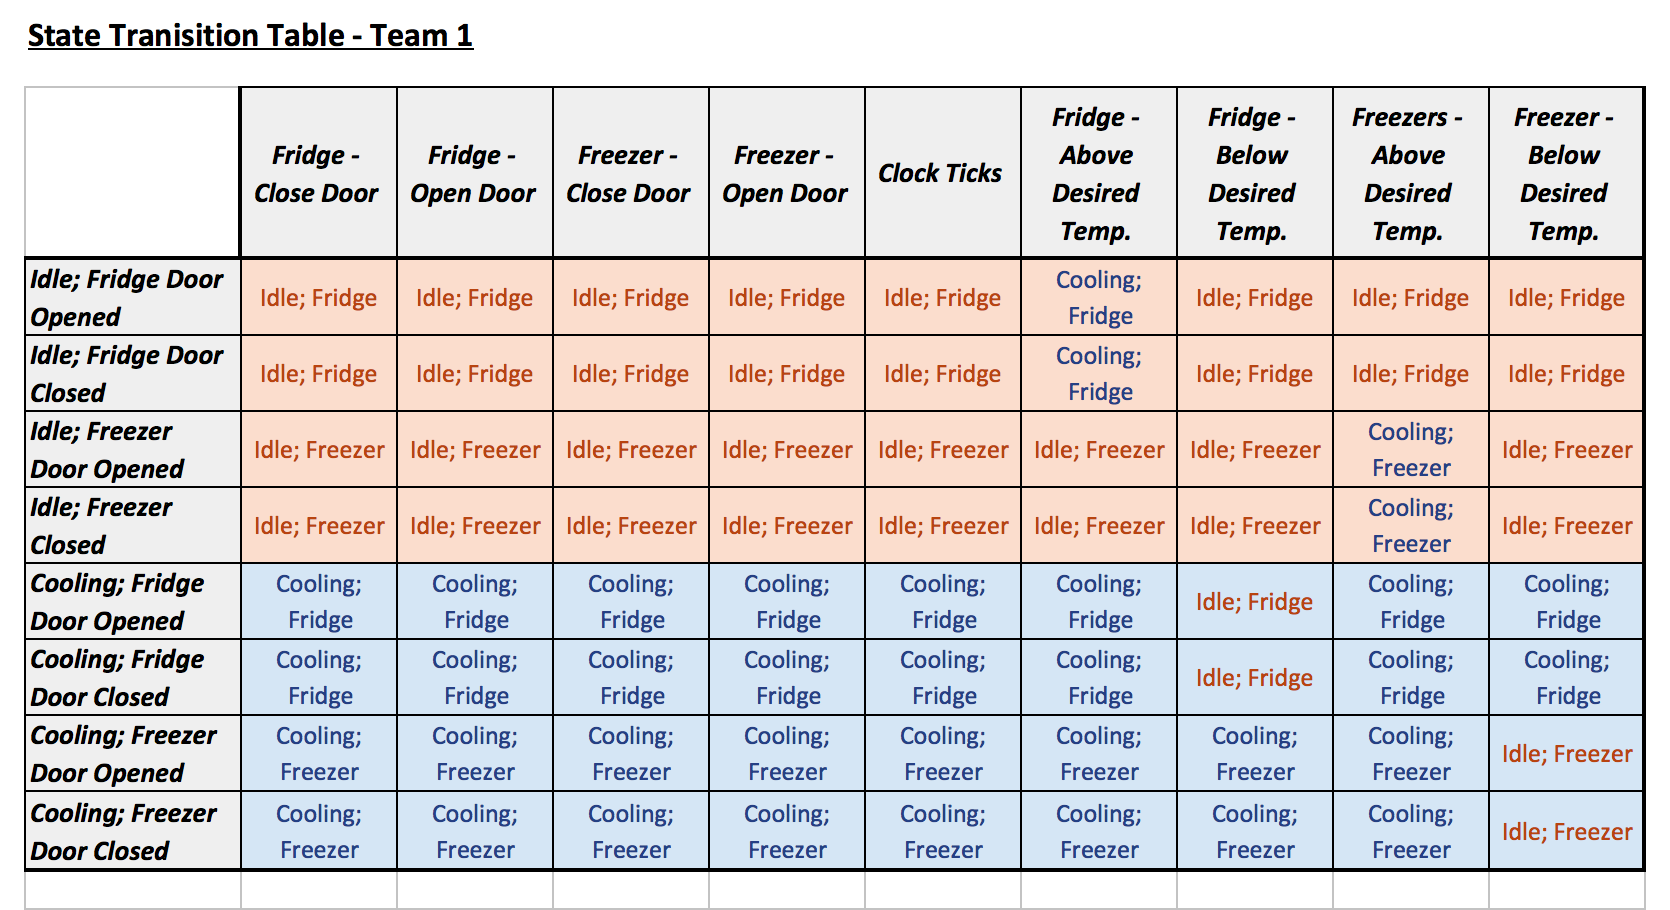 State Tranisition Table - Team 1
Fridge -
Close Door
Fridge -
Open Door
Freezer -
Close Door
Freezer -
Open Door
Clock Ticks
Fridge -
Above
Desired
Temp.
Fridge -
Below
Desired
Temp.
Freezers -
Above
Desired
Temp.
Freezer -
Below
Desired
Temp.
Idle; Fridge Door
Opened
Idle; Fridge
Idle; Fridge
Idle; Fridge
Idle; Fridge
Idle; Fridge
Cooling;
Fridge
Idle; Fridge
Idle; Fridge
Idle; Fridge
Idle; Fridge Door
Closed
Idle; Fridge
Idle; Fridge
Idle; Fridge
Idle; Fridge
Idle; Fridge
Cooling;
Fridge
Idle; Fridge
Idle; Fridge
Idle; Fridge
Idle; Freezer
Door Opened
Idle; Freezer
Idle; Freezer
Idle; Freezer
Idle; Freezer
Idle; Freezer
Idle; Freezer
Idle; Freezer
Cooling;
Freezer
Idle; Freezer
Idle; Freezer
Closed
Idle; Freezer
Idle; Freezer
Idle; Freezer
Idle; Freezer
Idle; Freezer
Idle; Freezer
Idle; Freezer
Cooling;
Freezer
Idle; Freezer
Cooling; Fridge
Door Opened
Cooling;
Fridge
Cooling;
Fridge
Cooling;
Fridge
Cooling;
Fridge
Cooling;
Fridge
Cooling;
Fridge
Idle; Fridge
Cooling;
Fridge
Cooling;
Fridge
Cooling; Fridge
Door Closed
Cooling;
Fridge
Cooling;
Fridge
Cooling;
Fridge
Cooling;
Fridge
Cooling;
Fridge
Cooling;
Fridge
Idle; Fridge
Cooling;
Fridge
Cooling;
Fridge
Cooling; Freezer
Door Opened
Cooling;
Freezer
Cooling;
Freezer
Cooling;
Freezer
Cooling;
Freezer
Cooling;
Freezer
Cooling;
Freezer
Cooling;
Freezer
Cooling;
Freezer
Idle; Freezer
Cooling; Freezer
Door Closed
Cooling;
Freezer
Cooling;
Freezer
Cooling;
Freezer
Cooling;
Freezer
Cooling;
Freezer
Cooling;
Freezer
Cooling;
Freezer
Cooling;
Freezer
Idle; Freezer